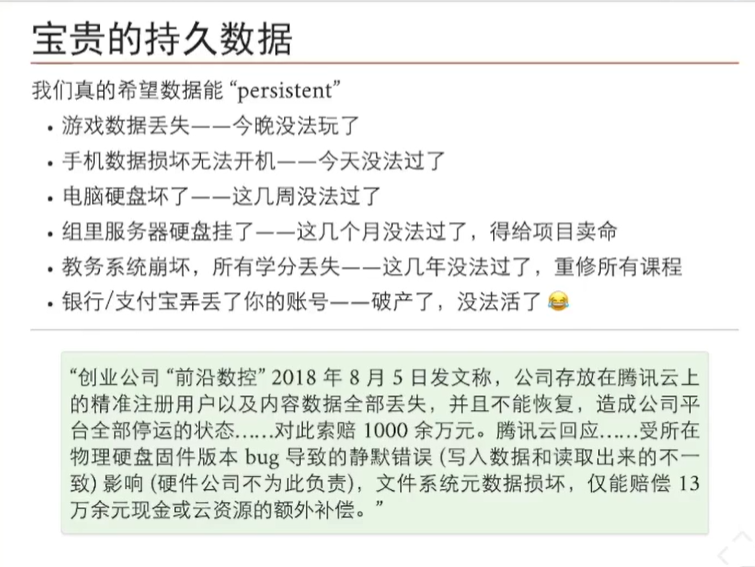 宝贵的持久数据
我们真的希望数据能 “persistent”
• 游戏数据丢失——今晚没法玩了
• 手机数据损坏无法开机——今天没法过了
• 电脑硬盘坏了——这几周没法过了
• 组里服务器硬盘挂了——这几个月没法过了，得给项目卖命
• 教务系统崩坏，所有学分丢失——这几年没法过了，重修所有课程
• 银行/支付宝弄丢了你的账号——破产了，没法活了😂
“创业公司 “前沿数控” 2018 年 8 月 5 日发文称，公司存放在腾讯云上
的精准注册用户以及内容数据全部丢失，并且不能恢复，造成公司平
台全部停运的状态……对此索赔 1000 余万元。腾讯云回应……受所在
物理硬盘固件版本 bug 导致的静默错误 (写入数据和读取出来的不一
致) 影响 (硬件公司不为此负责)，文件系统元数据损坏，仅能赔偿 13
万余元现金或云资源的额外补偿。”